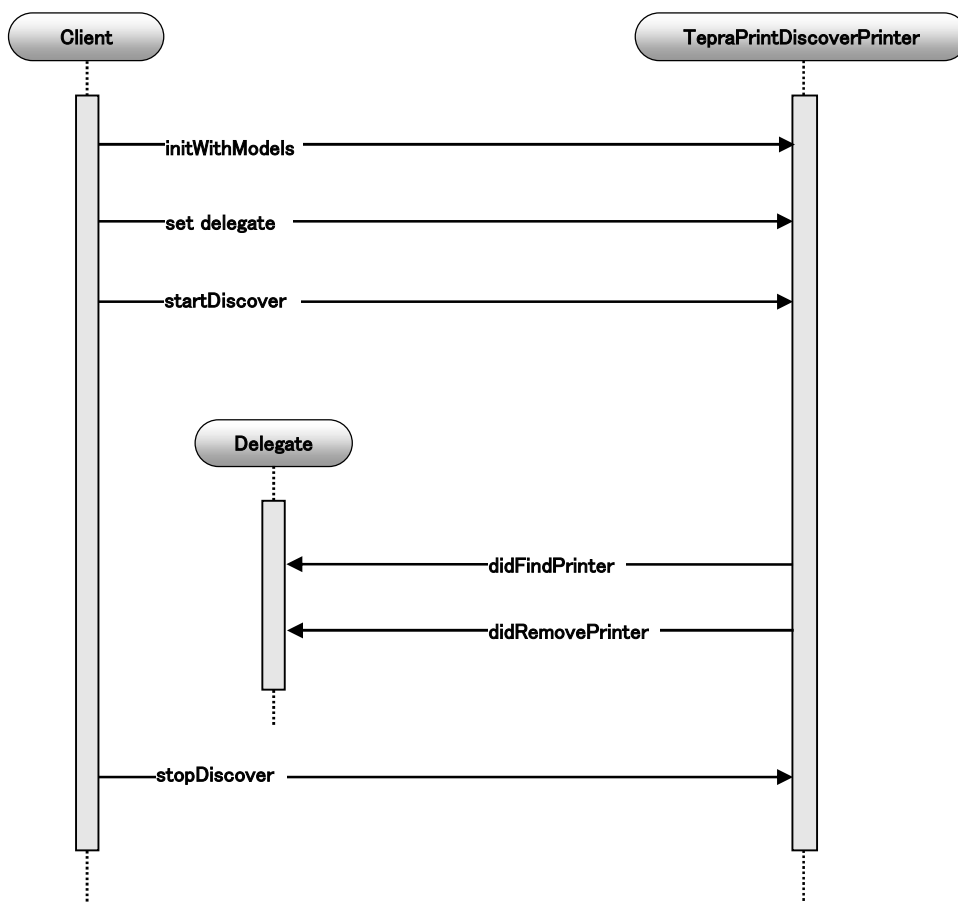 Client
TepraPrintDiscoverPrinter
initWithModels
set delegate
startDiscover
Delegate
didFindPrinter
didRemovePrinter
stopDiscover